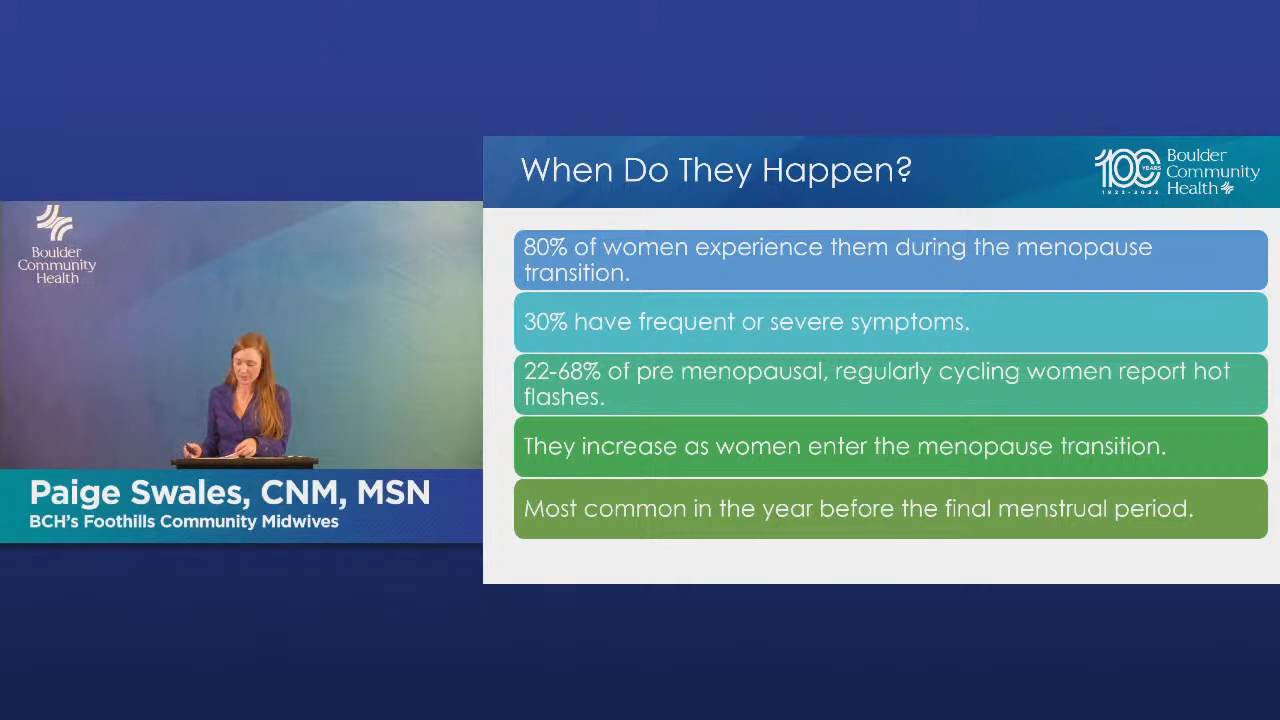 Boulder
Community
Health
Paige Swales, CNM, MSN
BCH's Foothills Community Midwives
When Do They Happen?
100
YEARS
1922-2022
Boulder
Community
Health
80% of women experience them during the menopause
transition.
30% have frequent or severe symptoms.
22-68% of pre menopausal, regularly cycling women report hot
flashes.
They increase as women enter the menopause transition.
Most common in the year before the final menstrual period.